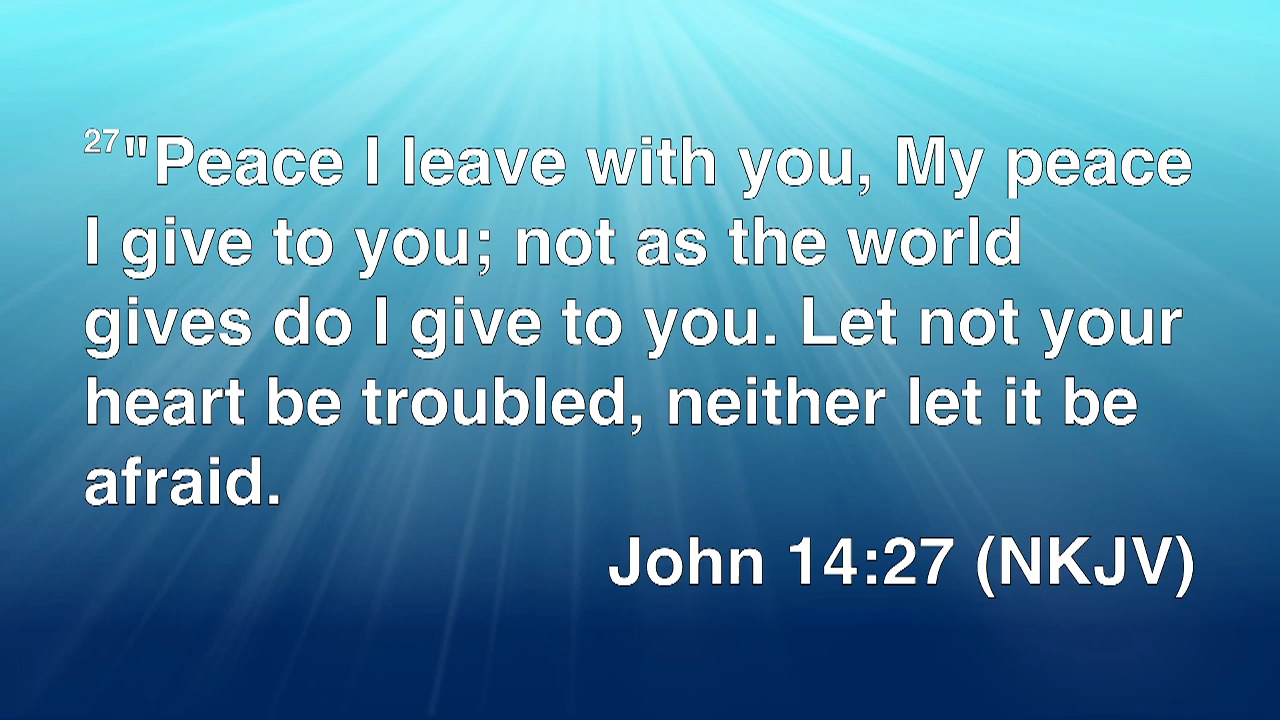 27"Peace I leave with you, My peace
I give to you; not as the world
gives do I give to you. Let not your
heart be troubled, neither let it be
afraid.
John 14:27 (NKJV)